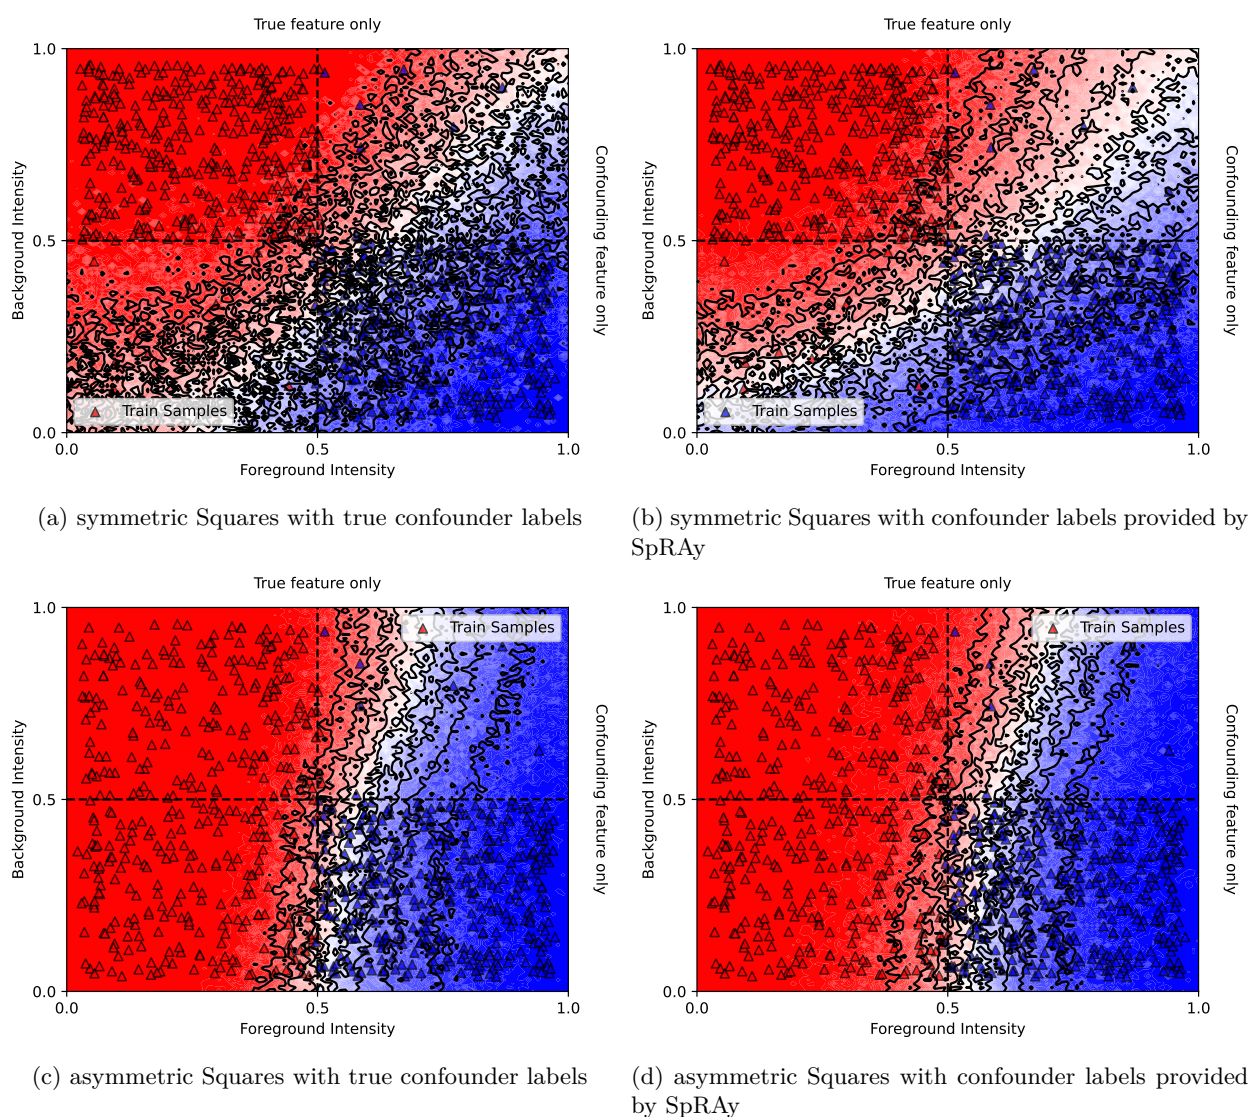 True feature only
True feature only
1.0
0.5
0.0
Background Intensity
Train Samples
0.0
0.5
1.0
Foreground Intensity
Confounding feature only
1.0
0.5
0.0
Background Intensity
Train Samples
0.0
0.5
1.0
Foreground Intensity
Confounding feature only
(a) symmetric Squares with true confounder labels
(b) symmetric Squares with confounder labels provided by
SpRAy
True feature only
True feature only
1.0
0.5
0.0
Background Intensity
Train Samples
0.0
0.5
1.0
Foreground Intensity
Confounding feature only
1.0
0.5
0.0
Background Intensity
Train Samples
0.0
0.5
1.0
Foreground Intensity
Confounding feature only
(c) asymmetric Squares with true confounder labels
(d) asymmetric Squares with confounder labels provided
by SpRAy